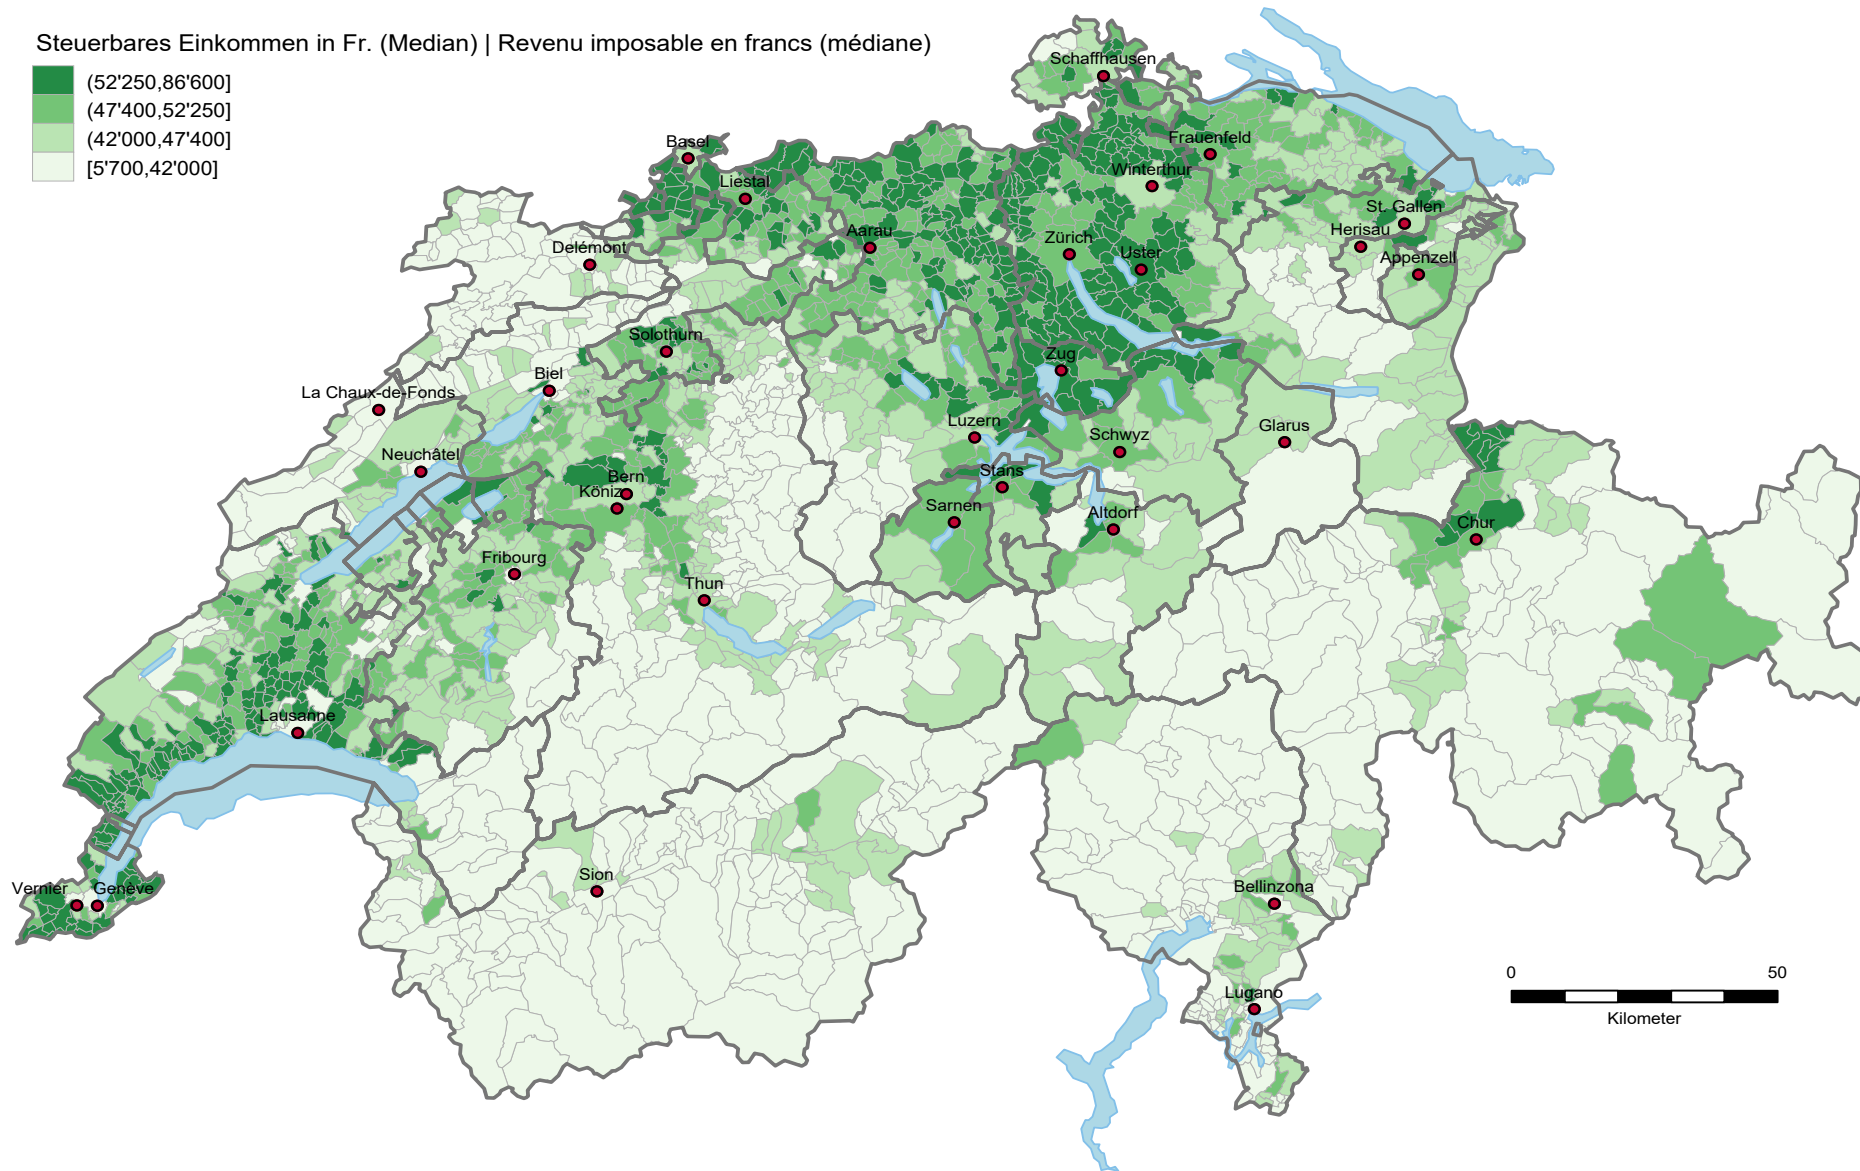 Steuerbares Einkommen in Fr. (Median) | Revenu imposable en francs (médiane)
(52'250,86'600]
(47'400,52'250]
(42'000,47'400]
[5'700,42'000]
Schaffhausen
Basel
Frauenfeld
Winterthur
Liestal
St. Gallen
Herisau
Aarau
Zürich
Delémont
Uster
Appenzell
Solothurn
Zug
Biel
La Chaux-de-Fonds
Luzern
Glarus
Schwyz
Neuchâtel
Stans
Bern
Köniz
Sarnen
Altdorf
Chur
Fribourg
Thun
Lausanne
Sion
Vernier
Genève
Bellinzona
Lugano
0
50
Kilometer